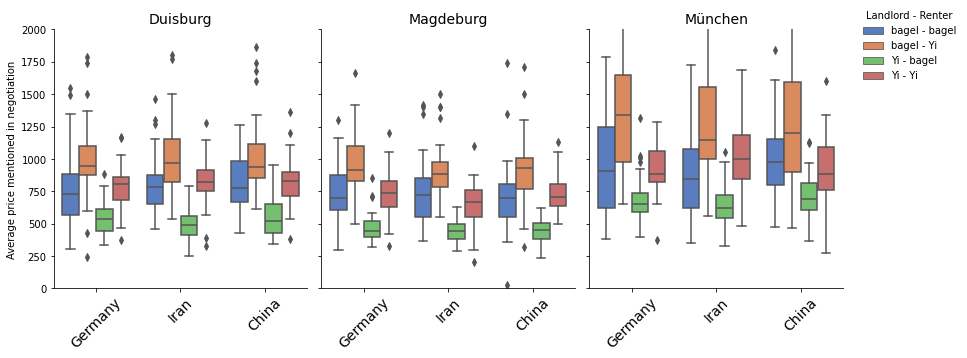 Duisburg
Magdeburg
München
Landlord - Renter
bagel - bagel
bagel - Yi
Yi - bagel
Yi - Yi
Average price mentioned in negotiation
2000
1750
1500
1250
1000
750
500
250
0
Germany
Iran
China
Germany
Iran
China
Germany
Iran
China